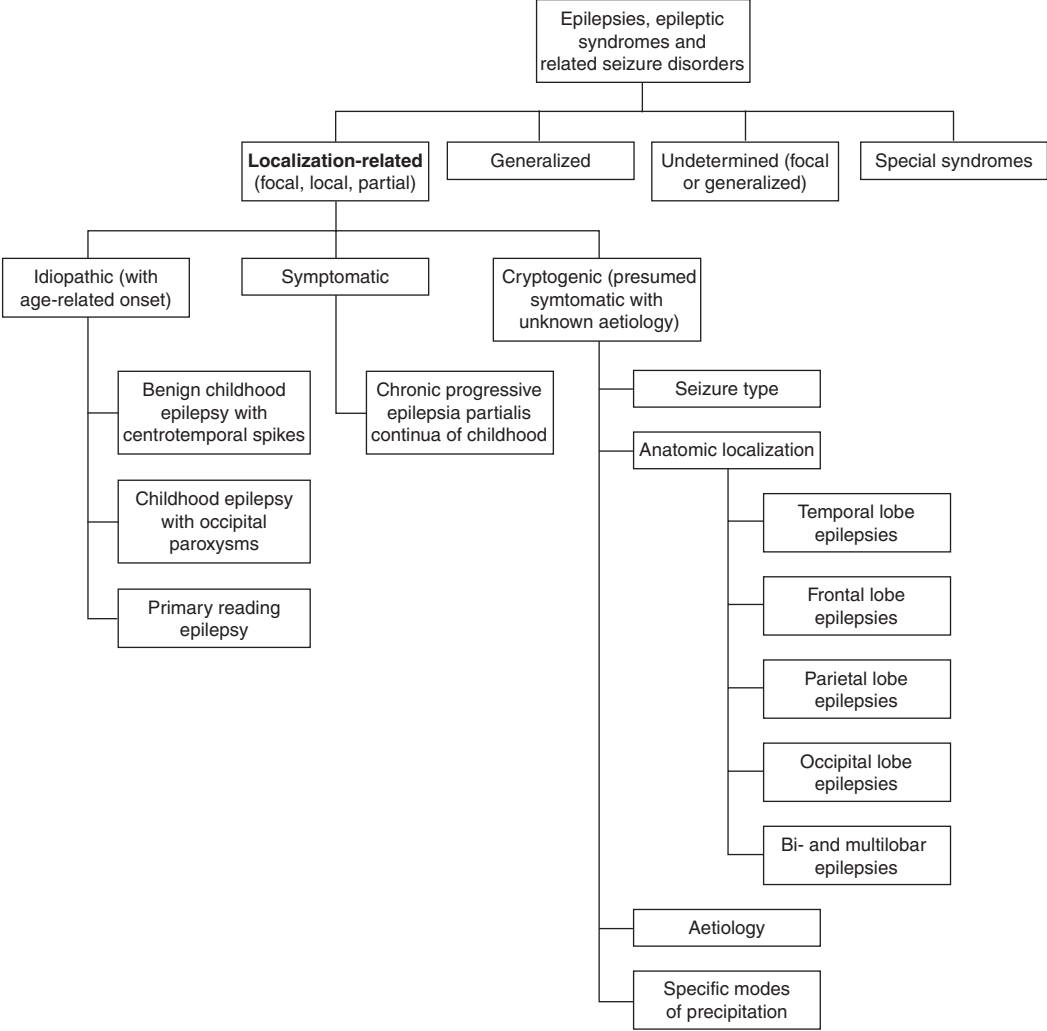 Epilepsies, epileptic
syndromes and
related seizure disorders
Localization-related
(focal, local, partial)
Generalized
Undetermined (focal
or generalized)
Special syndromes
Idiopathic (with
age-related onset)
Symptomatic
Cryptogenic (presumed
symtomatic with
unknown aetiology)
Benign childhood
epilepsy with
centrotemporal spikes
Childhood epilepsy
with occipital
paroxysms
Primary reading
epilepsy
Chronic progressive
epilepsia partialis
continua of childhood
Seizure type
Anatomic localization
Temporal lobe
epilepsies
Frontal lobe
epilepsies
Parietal lobe
epilepsies
Occipital lobe
epilepsies
Bi- and multilobar
epilepsies
Aetiology
Specific modes
of precipitation